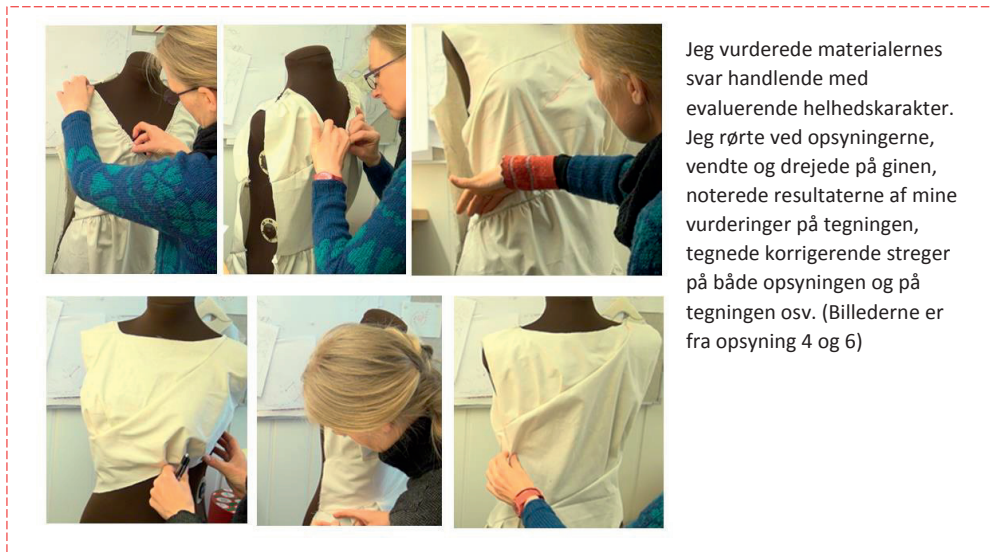 Jeg vurderede materialernes
svar handlende med
evaluerende helhedskarakter.
Jeg rørte ved opsyningerne,
vendte og drejede på ginen,
noterede resultaterne af mine
vurderinger på tegningen,
tegnede korrigerende streger
på både opsyningen og på
tegningen osv. (Billederne er
fra opsyning 4 og 6)